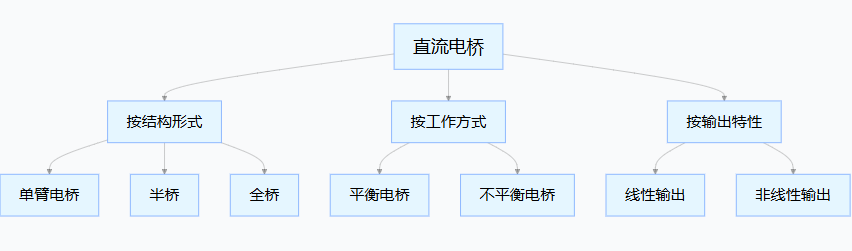 直流电桥
按结构形式
按工作方式
按输出特性
单臂电桥
半桥
全桥
平衡电桥
不平衡电桥
线性输出
非线性输出